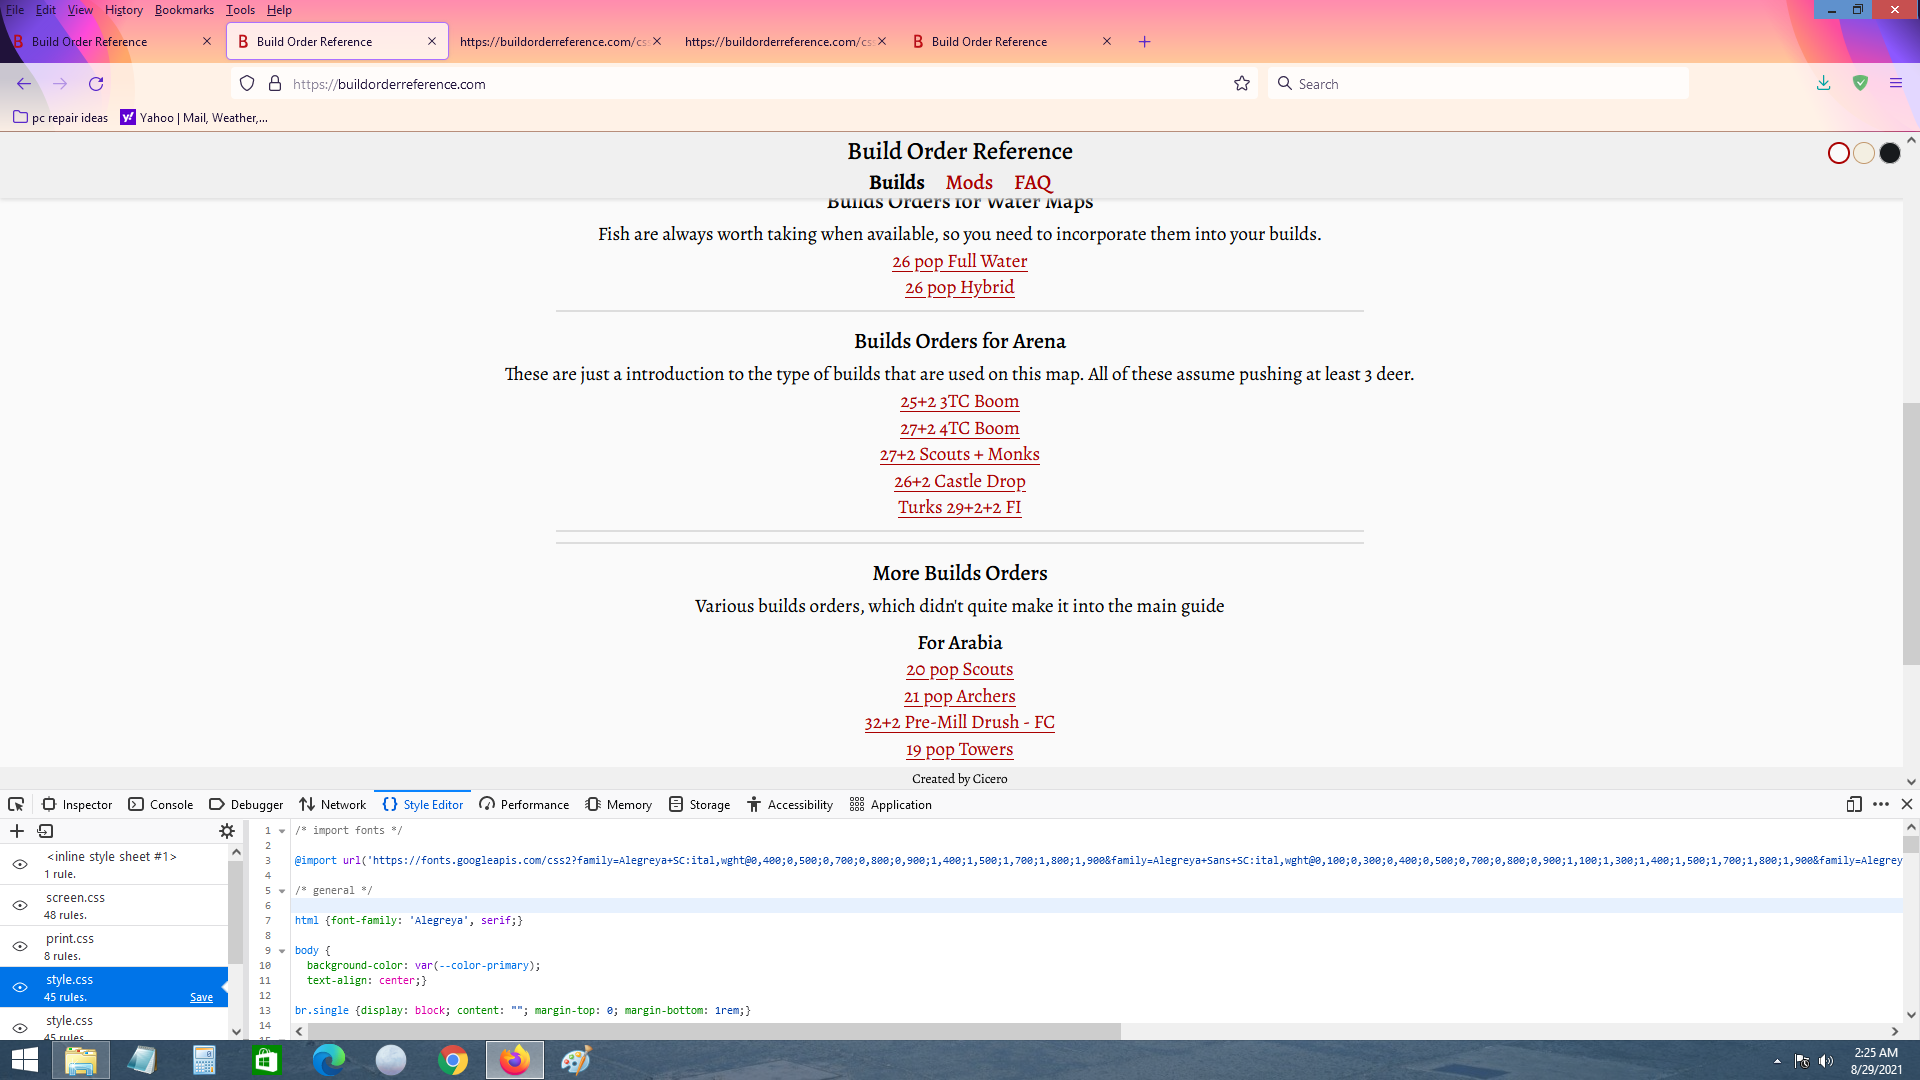 File Edit View History Bookmarks Tools Help
Build Order Reference
Build Order Reference
https://buildorderreference.com/cs
https://buildorderreference.com/cs
Build Order Reference
https://buildorderreference.com
Search
pc repair ideas
Yahoo | Mail, Weather,...
Build Order Reference
Builds Mods FAQ
Builds Orders for Water Maps
Fish are always worth taking when available, so you need to incorporate them into your builds.
26 pop Full Water
26 pop Hybrid
Builds Orders for Arena
These are just a introduction to the type of builds that are used on this map. All of these assume pushing at least 3 deer.
25+2 3TC Boom
27+2 4TC Boom
27+2 Scouts + Monks
26+2 Castle Drop
Turks 29+2+2 FI
More Builds Orders
Various builds orders, which didn't quite make it into the main guide
For Arabia
20 pop Scouts
21 pop Archers
32+2 Pre-Mill Drush - FC
19 pop Towers
Created by Cicero
Inspector Console Debugger Network Style Editor Performance Memory Storage Accessibility Application
<inline style sheet #1>
1 rule.
screen.css
48 rules.
print.css
8 rules.
style.css
45 rules. Save
style.css
45 rules.
1 /* import fonts */
2
3 @import url('https://fonts.googleapis.com/css2?family=Alegreya+SC:ital,wght@0,400;0,500;0,700;0,800;0,900;1,400;1,500;1,700;1,800;1,900&family=Alegreya+Sans+SC:ital,wght@0,100;0,300;0,400;0,500;0,700;0,800;0,900;1,100;1,300;1,400;1,500;1,700;1,800;1,900&family=Alegrey
4
5 /* general */
6
7 html {font-family: 'Alegreya', serif;}
8
9 body {
10 background-color: var(--color-primary);
11 text-align: center;}
12
13 br.single {display: block; content: ""; margin-top: 0; margin-bottom: 1rem;}
14
2:25 AM
8/29/2021